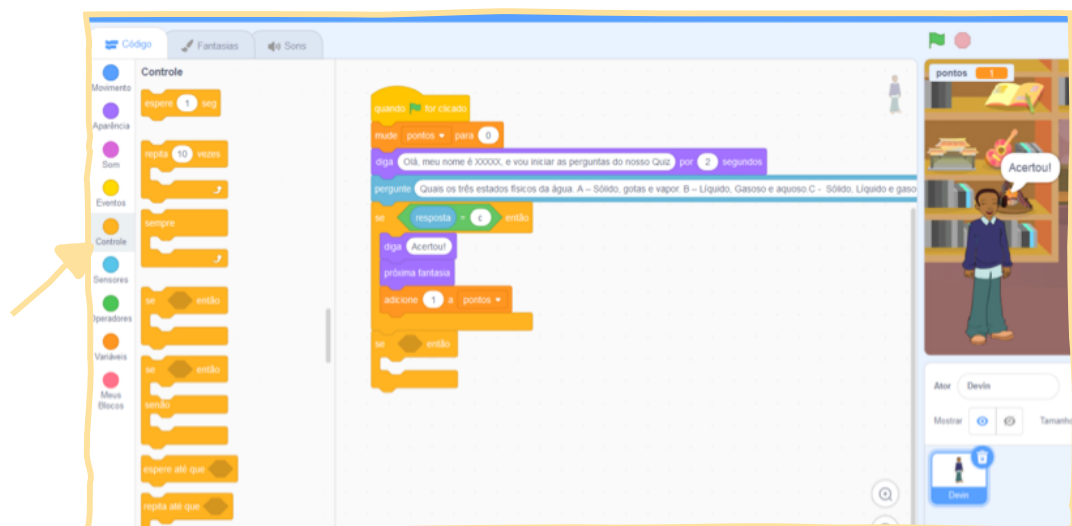 Código
Fantasias
Sons
Movimento
Aparência
Som
Eventos
Controle
Sensores
Operadores
Variáveis
Meus
Blocos
Controle
espere 1 seg
repita 10 vezes
sempre
se então
se então
senão
espere até que
repita até que
quando for clicado
mude pontos para 0
diga Olá, meu nome é XXXXX, e vou iniciar as perguntas do nosso Quiz. por 2 segundos
pergunte Quais os três estados físicos da água. A – Sólido, gotas e vapor. B – Líquido, Gasoso e aquoso.C - Sólido, Líquido e gaso
se resposta = c então
diga Acertou!
próxima fantasia
adicione 1 a pontos
se então
pontos 1
Acertou!
Ator Devin
Mostrar Tamanho
Devin